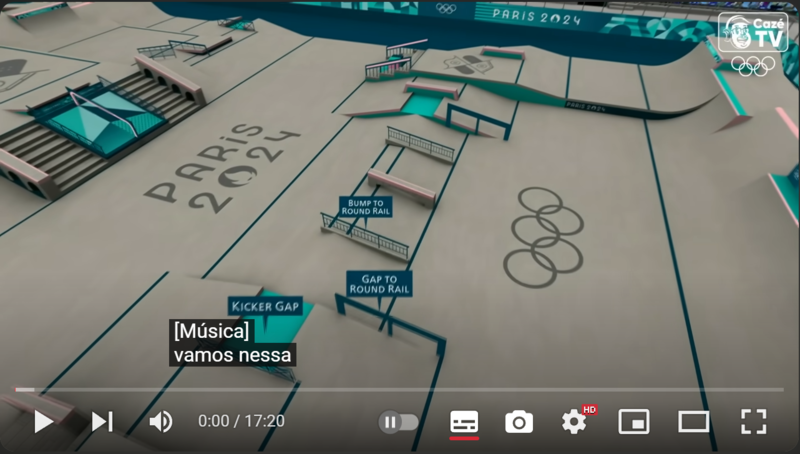 PARIS 2024
Cazé
TV
PARIS 2024
PARIS
2024
BUMP TO
ROUND RAIL
GAP TO
ROUND RAIL
KICKER GAP
[Música]
vamos nessa
0:00 / 17:20
HD